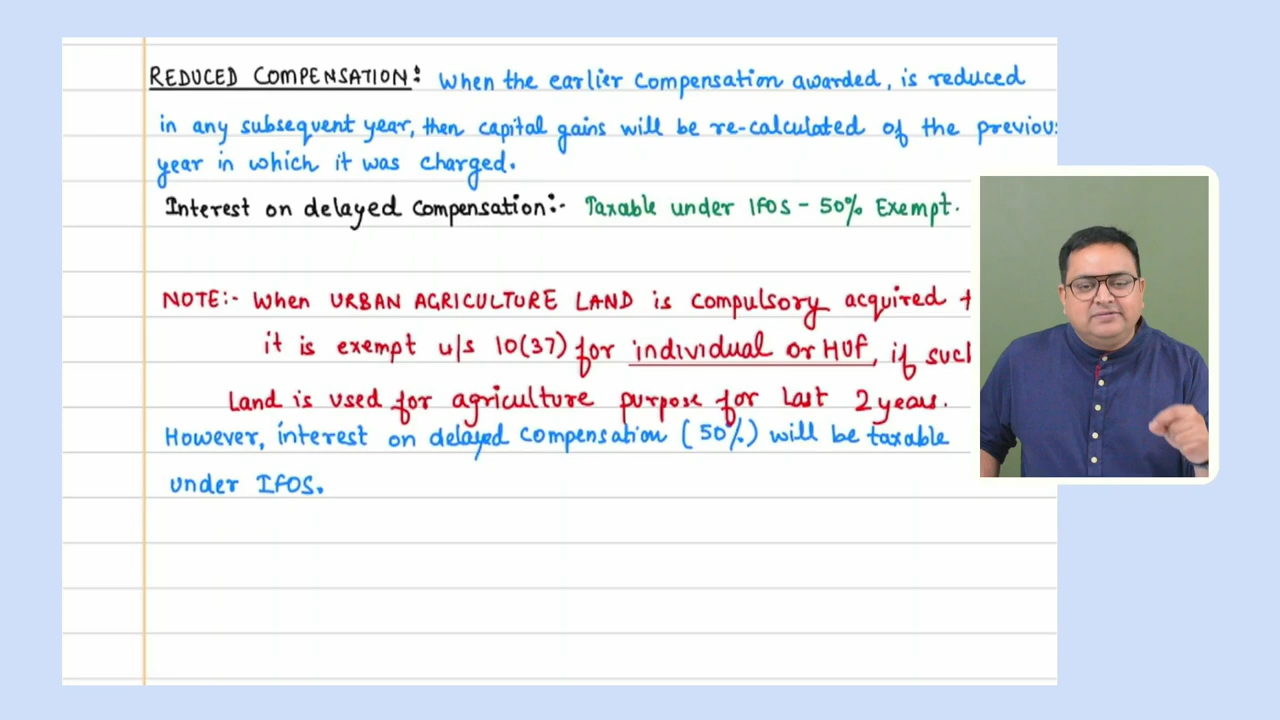 REDUCED COMPENSATION: When the earlier compensation awarded, is reduced
in any subsequent year, then capital gains will be re-calculated of the
year in which it was charged.
Interest on delayed compensation:- Taxable under IFOS - 50% Exempt.
NOTE:- When URBAN AGRICULTURE LAND is compulsory acquired
it is exempt u/s 10(37) for individual or HUF, if
Land is used for agriculture purpose for last 2 years.
However, interest on delayed compensation (50%) will be taxable
under IFOS.